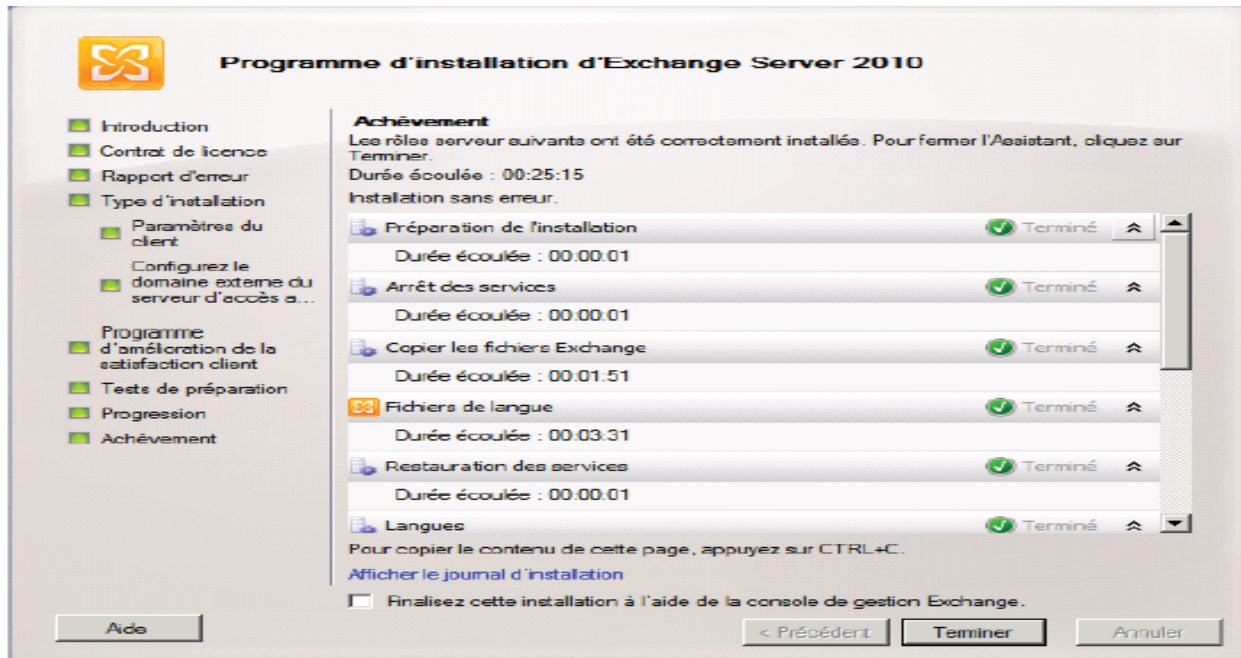 Programme d'installation d'Exchange Server 2010
Introduction
Contrat de licence
Rapport d'erreur
Type d'installation
Paramètres du
client
Configurez le
domaine externe du
serveur d'accès a...
Programme
d'amélioration de la
satisfaction client
Tests de préparation
Progression
Achèvement
Achèvement
Les rôles serveur suivants ont été correctement installés. Pour fermer l'Assistant, cliquez sur
Terminer.
Durée écoulée : 00:25:15
Installation sans erreur.
Préparation de l'installation Terminé
Durée écoulée : 00:00:01
Arrêt des services Terminé
Durée écoulée : 00:00:01
Copier les fichiers Exchange Terminé
Durée écoulée : 00:01:51
Fichiers de langue Terminé
Durée écoulée : 00:03:31
Restauration des services Terminé
Durée écoulée : 00:00:01
Langues Terminé
Pour copier le contenu de cette page, appuyez sur CTRL+C.
Afficher le journal d'installation
Finalisez cette installation à l'aide de la console de gestion Exchange.
Aide
< Précédent
Terminer
Annuler